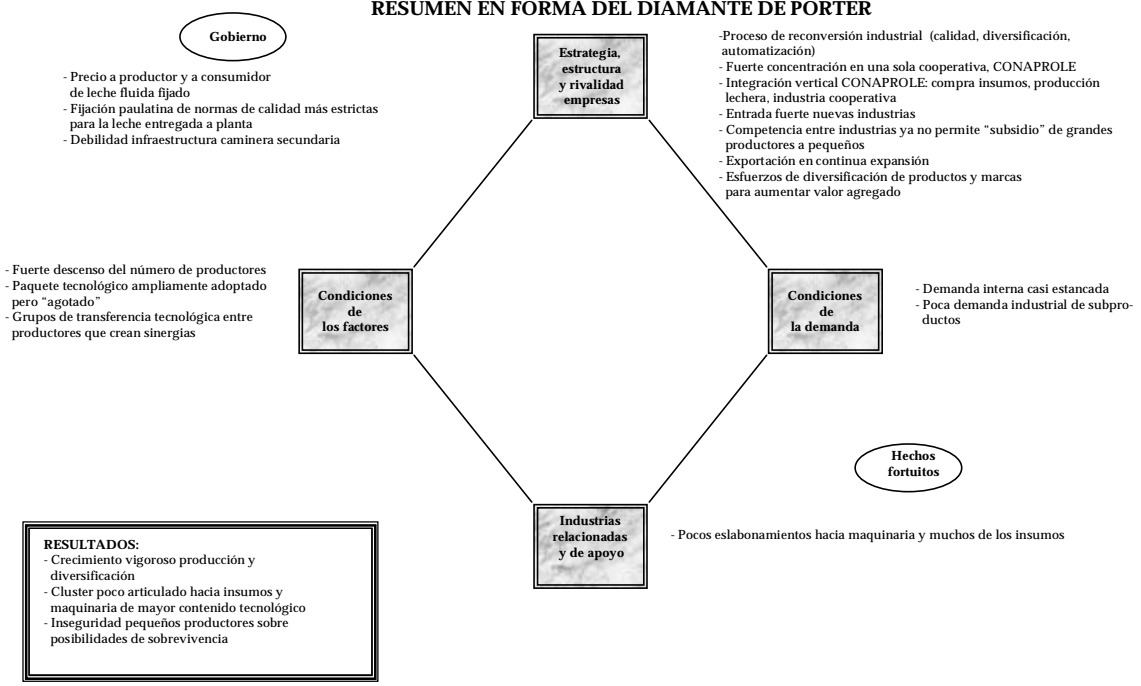 RESUMEN EN FORMA DEL DIAMANTE DE PORTER
Gobierno
- Precio a productor y a consumidor
de leche fluida fijado
- Fijación paulatina de normas de calidad más estrictas
para la leche entregada a planta
- Debilidad infraestructura caminera secundaria
Estrategia,
estructura
y rivalidad
empresas
-Proceso de reconversión industrial (calidad, diversificación,
automatización)
- Fuerte concentración en una sola cooperativa, CONAPROLE
- Integración vertical CONAPROLE: compra insumos, producción
lechera, industria cooperativa
- Entrada fuerte nuevas industrias
- Competencia entre industrias ya no permite “subsidio” de grandes
productores a pequeños
- Exportación en continua expansión
- Esfuerzos de diversificación de productos y marcas
para aumentar valor agregado
- Fuerte descenso del número de productores
- Paquete tecnológico ampliamente adoptado
pero “agotado”
- Grupos de transferencia tecnológica entre
productores que crean sinergias
Condiciones
de
los factores
Condiciones
de
la demanda
- Demanda interna casi estancada
- Poca demanda industrial de subpro-
ductos
Hechos
fortuitos
Industrias
relacionadas
y de apoyo
- Pocos eslabonamientos hacia maquinaria y muchos de los insumos
RESULTADOS:
- Crecimiento vigoroso producción y
diversificación
- Cluster poco articulado hacia insumos y
maquinaria de mayor contenido tecnológico
- Inseguridad pequeños productores sobre
posibilidades de sobrevivencia